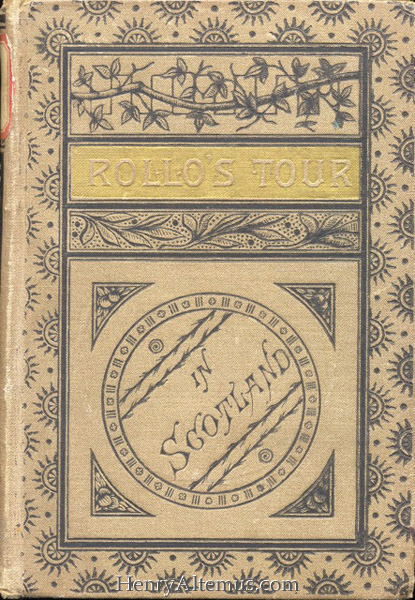 ROLLO'S TOUR
IN
SCOTLAND
HenryAltemus.com